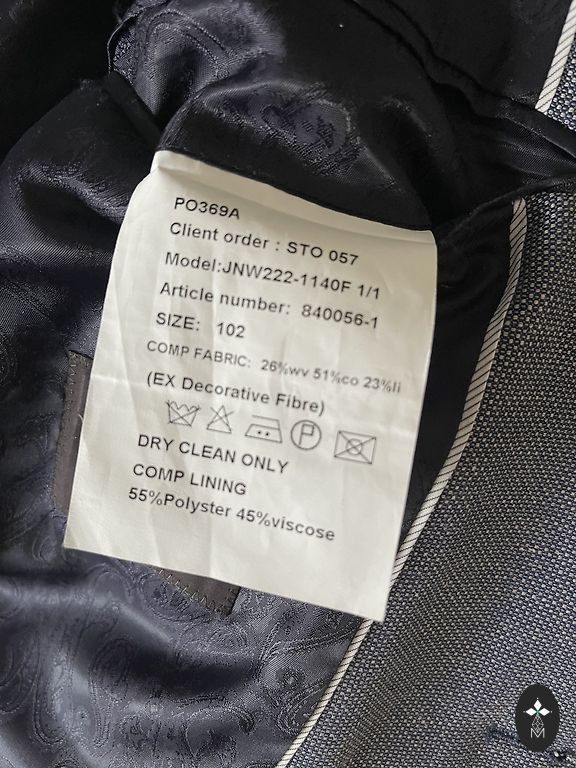 PO369A
Client order : STO 057
Model:JNW222-1140F 1/1
Article number: 840056-1
SIZE: 102
COMP FABRIC: 26%wv 51%co 23%li
(EX Decorative Fibre)
P
DRY CLEAN ONLY
COMP LINING
55%Polyster 45%viscose
M